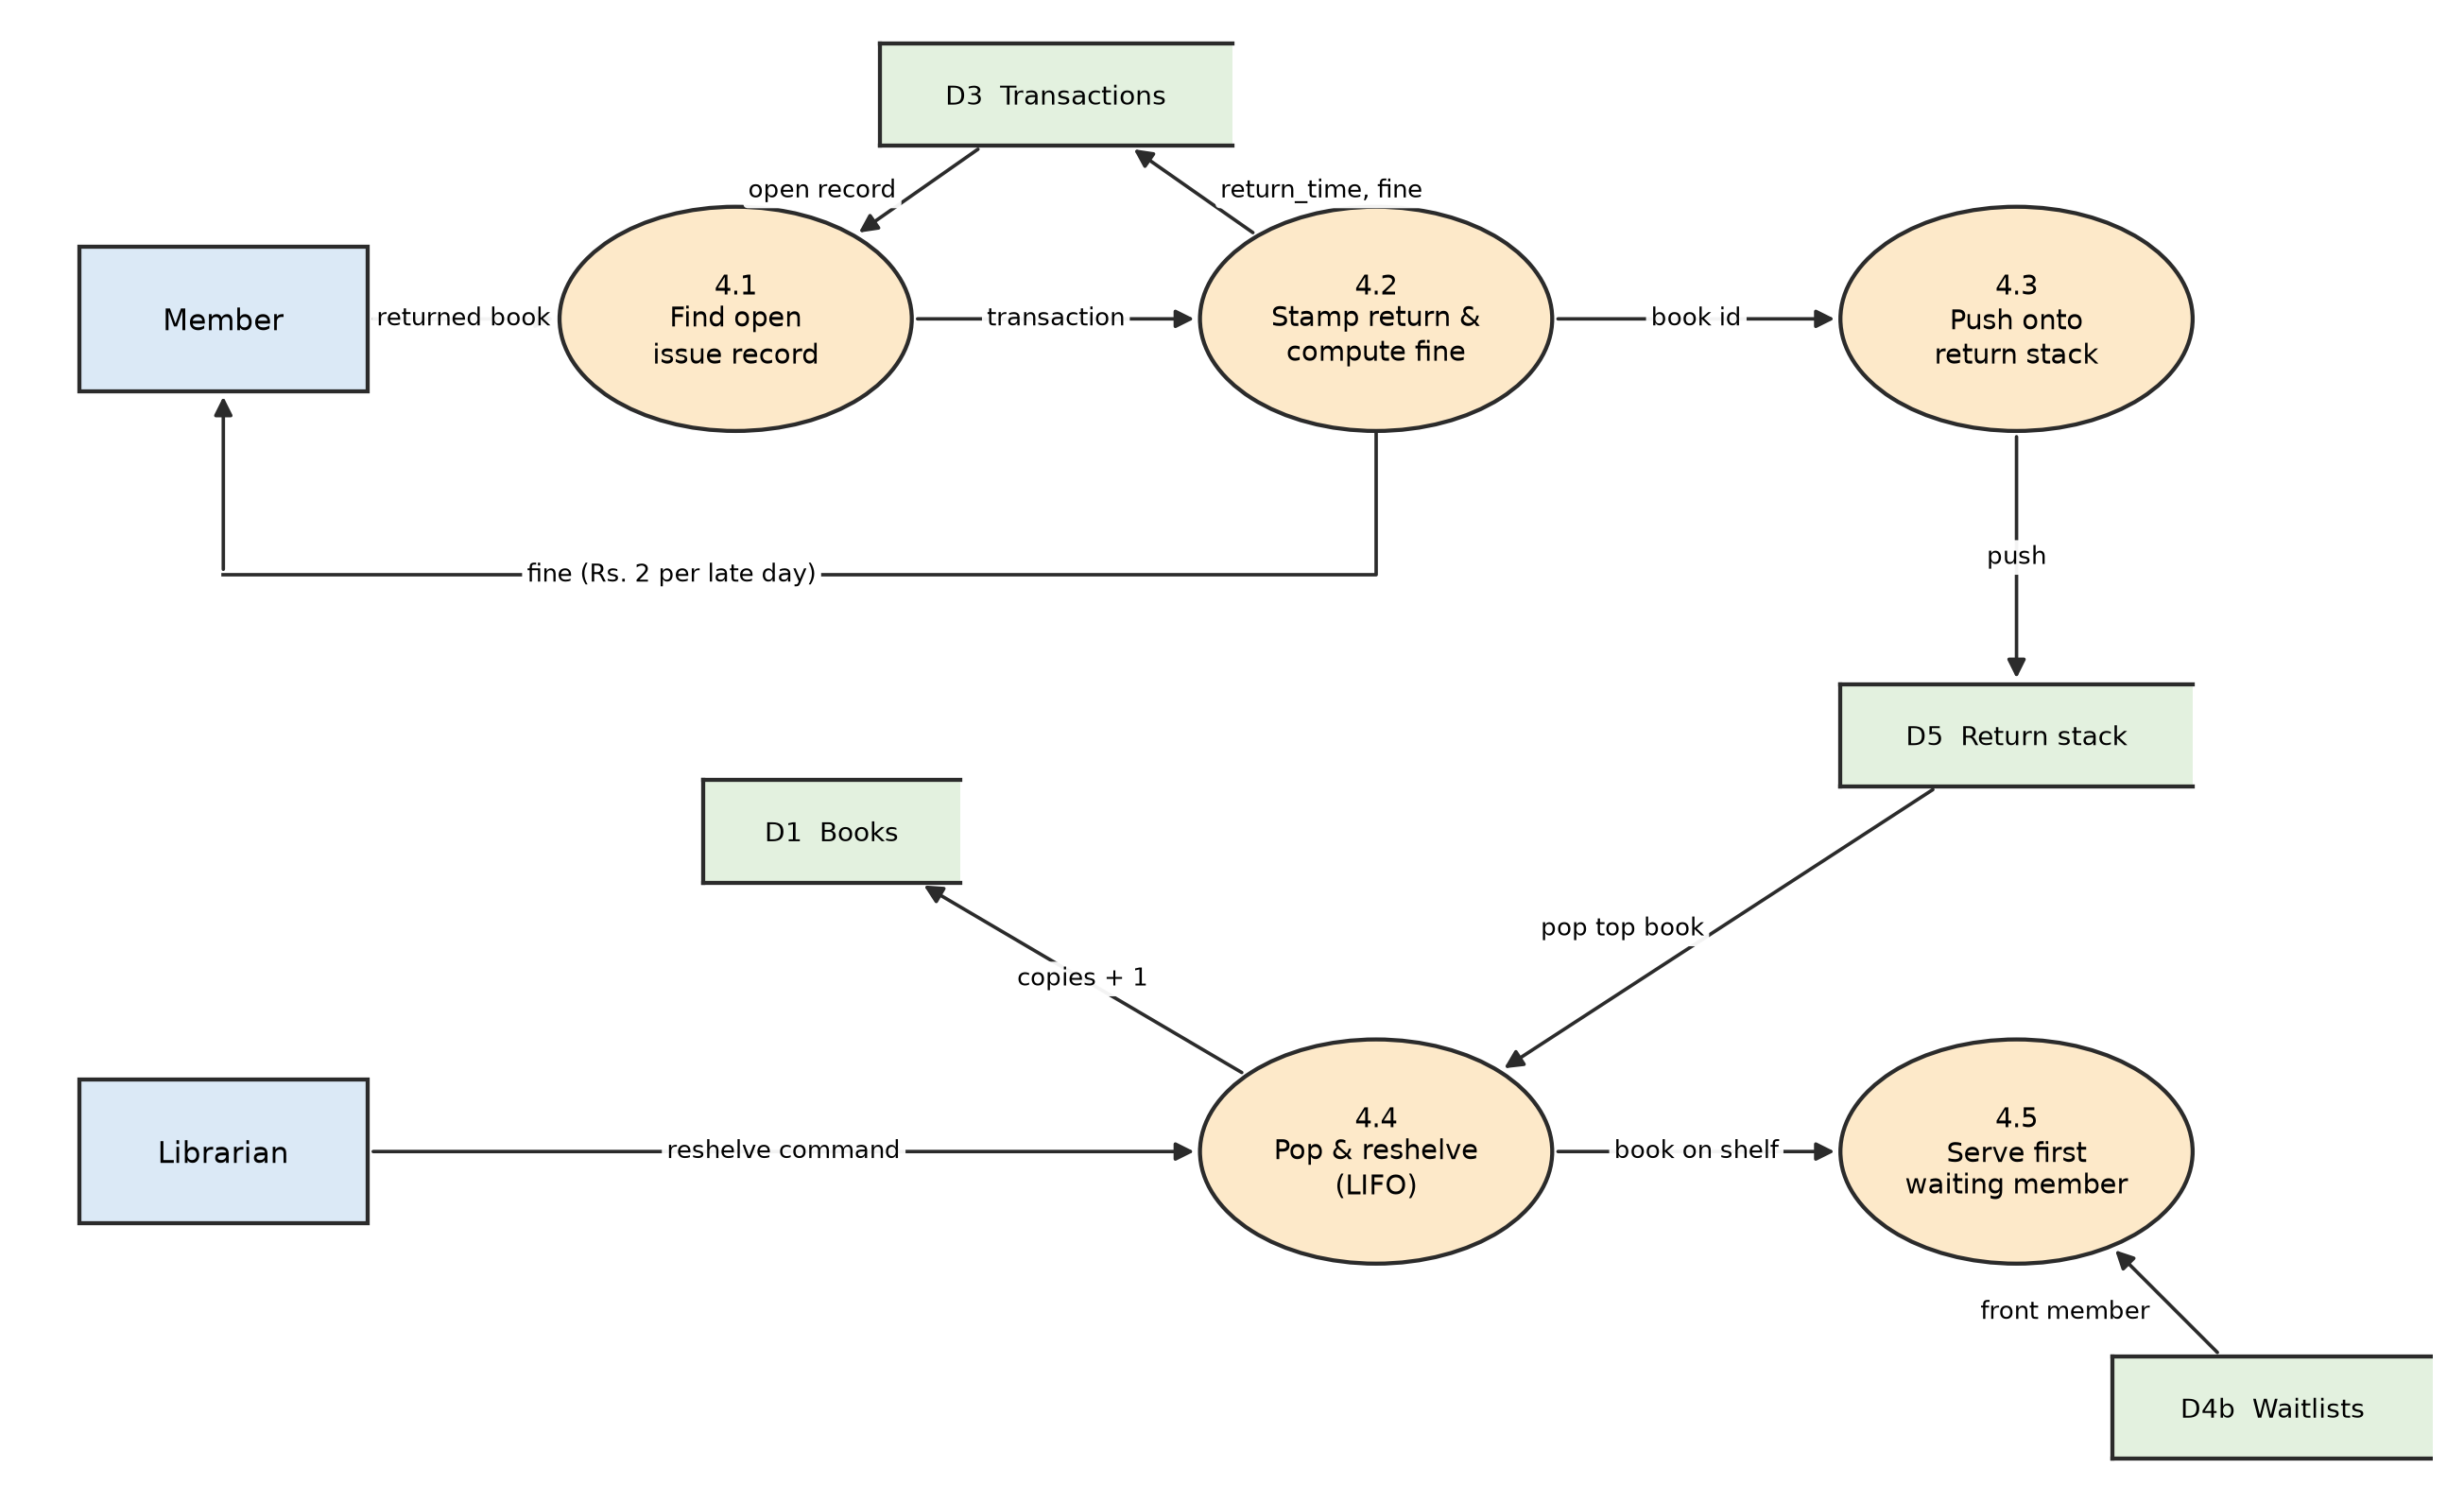 D3  Transactions
open record
return_time, fine
Member
returned book
4.1
Find open
issue record
transaction
4.2
Stamp return &
compute fine
book id
4.3
Push onto
return stack
fine (Rs. 2 per late day)
push
D5  Return stack
D1  Books
pop top book
copies + 1
Librarian
reshelve command
4.4
Pop & reshelve
(LIFO)
book on shelf
4.5
Serve first
waiting member
front member
D4b  Waitlists